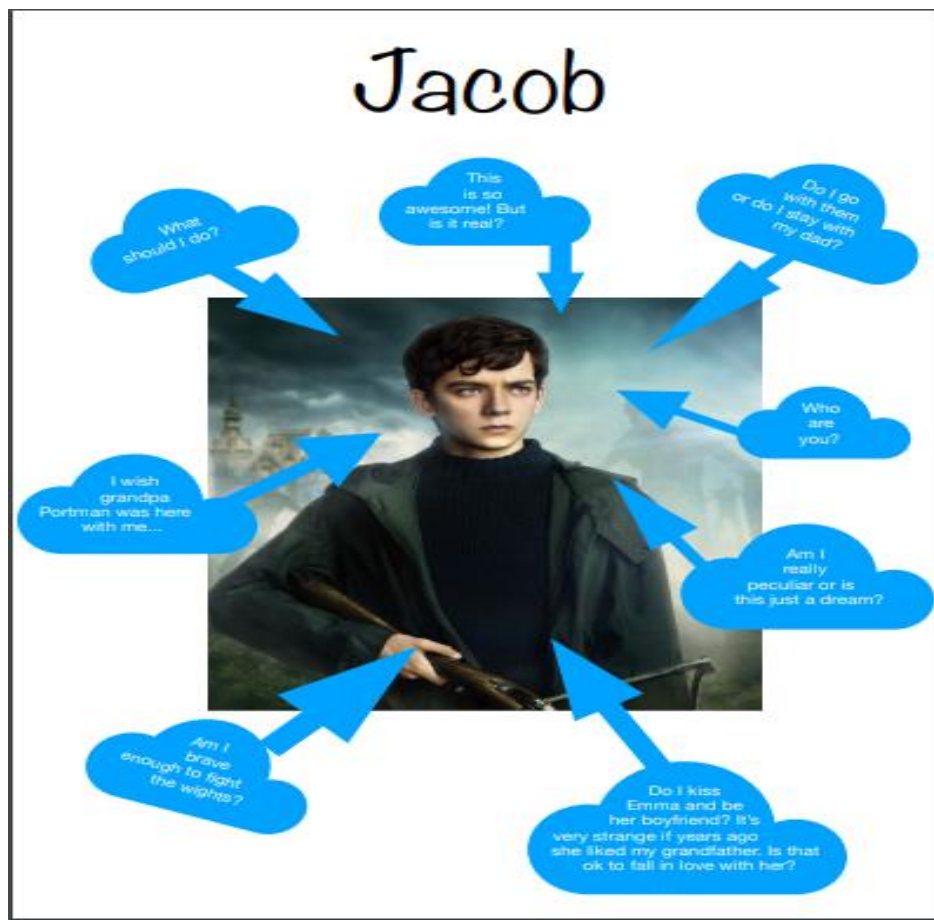 Jacob
What
should I do?
This
is so
awesome! But
is it real?
Do I go
with them
or do I stay with
my dad?
Who
are
you?
I wish
grandpa
Portman was here
with me...
Am I
really
peculiar or is
this just a dream?
Am I
brave
enough to fight
the wights?
Do I kiss
Emma and be
her boyfriend? It's
very strange if years ago
she liked my grandfather. Is that
ok to fall in love with her?